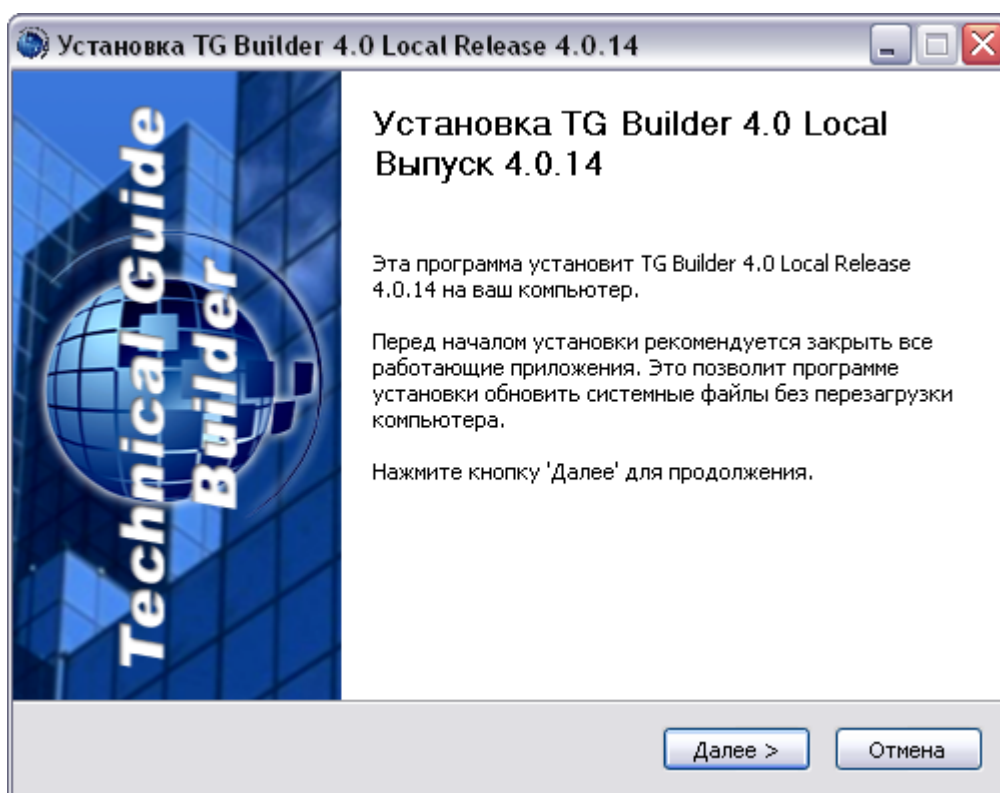 Установка TG Builder 4.0 Local Release 4.0.14
Technical Guide
Builder
Установка TG Builder 4.0 Local
Выпуск 4.0.14
Эта программа установит TG Builder 4.0 Local Release
4.0.14 на ваш компьютер.
Перед началом установки рекомендуется закрыть все
работающие приложения. Это позволит программе
установки обновить системные файлы без перезагрузки
компьютера.
Нажмите кнопку 'Далее' для продолжения.
Далее >
Отмена